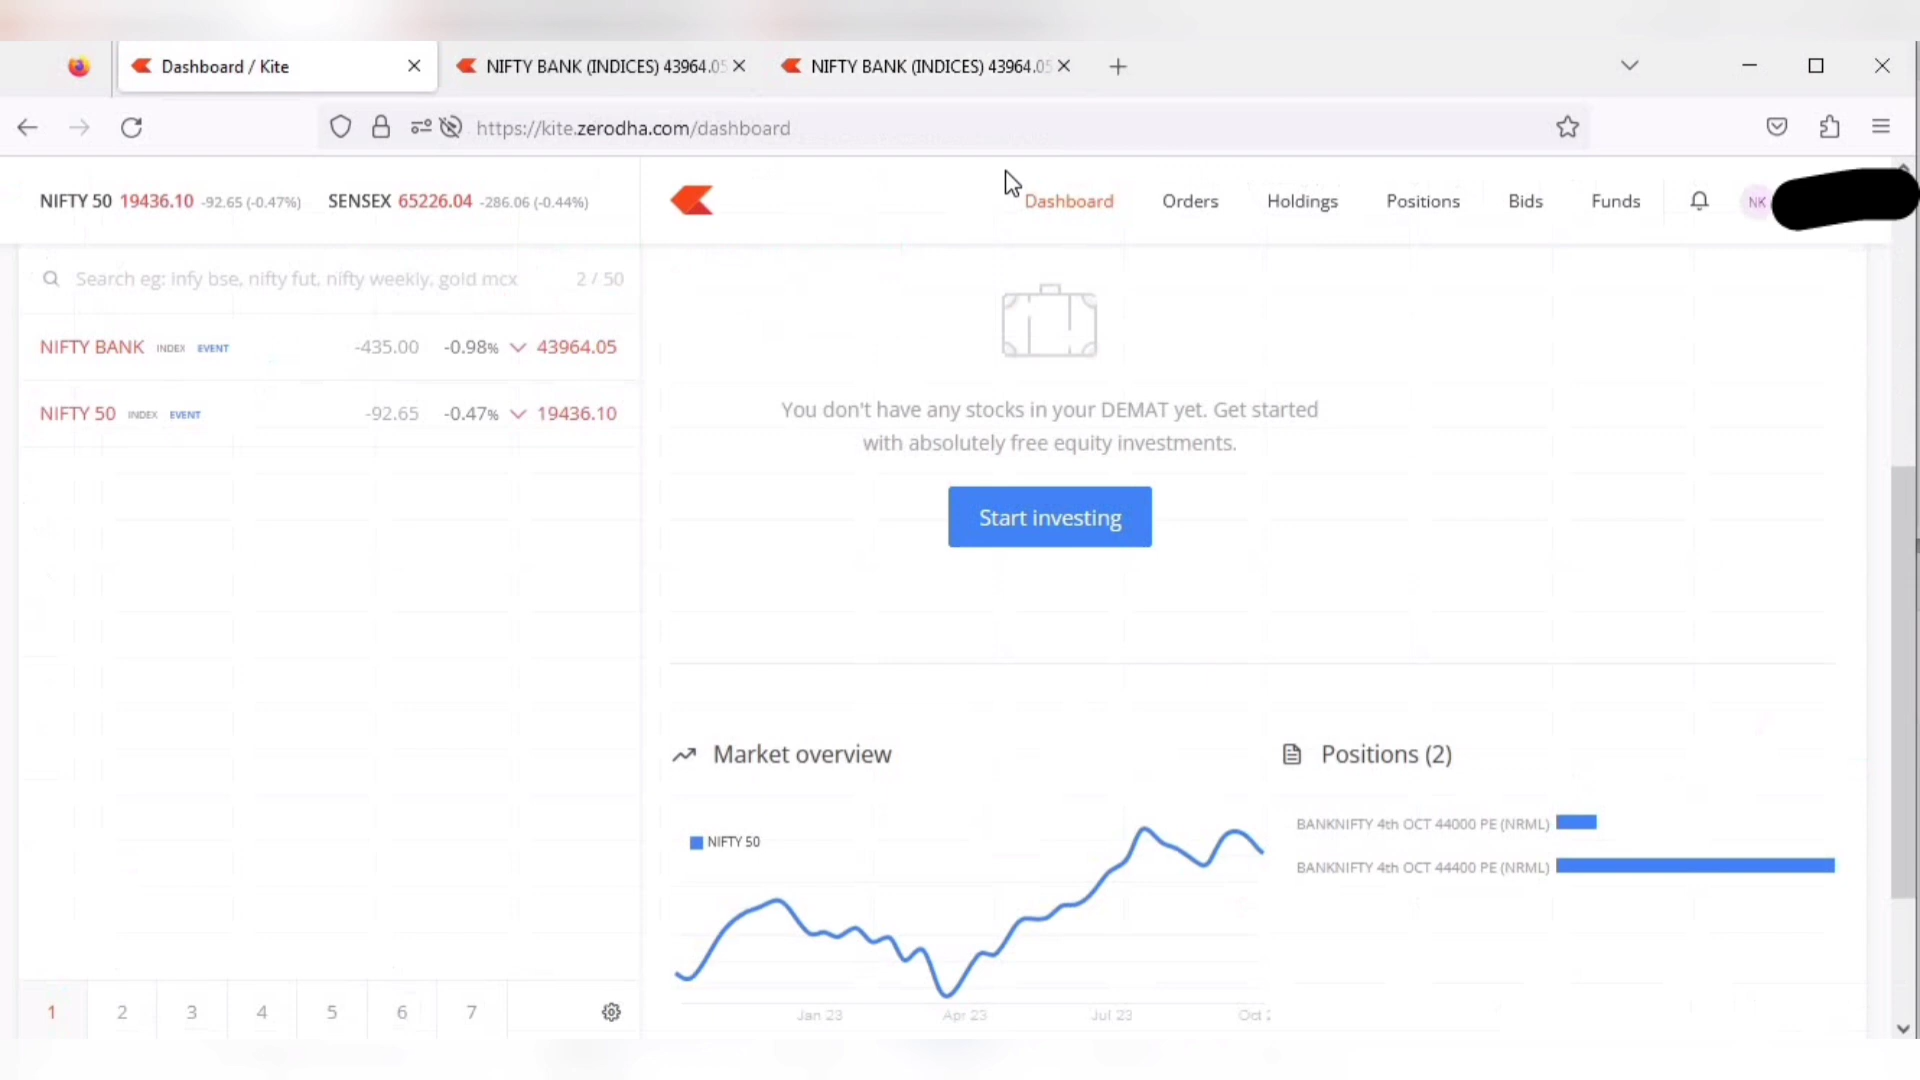 Dashboard / Kite
NIFTY BANK (INDICES) 43964.05
NIFTY BANK (INDICES) 43964.05
https://kite.zerodha.com/dashboard
NIFTY 50 19436.10 -92.65 (-0.47%) SENSEX 65226.04 -286.06 (-0.44%)
Dashboard Orders Holdings Positions Bids Funds NK
Search eg: infy bse, nifty fut, nifty weekly, gold mcx 2 / 50
NIFTY BANK INDEX EVENT -435.00 -0.98% 43964.05
NIFTY 50 INDEX EVENT -92.65 -0.47% 19436.10
You don't have any stocks in your DEMAT yet. Get started
with absolutely free equity investments.
Start investing
Market overview
NIFTY 50
Jan 23 Apr 23 Jul 23 Oct
Positions (2)
BANKNIFTY 4th OCT 44000 PE (NRML)
BANKNIFTY 4th OCT 44400 PE (NRML)
1 2 3 4 5 6 7